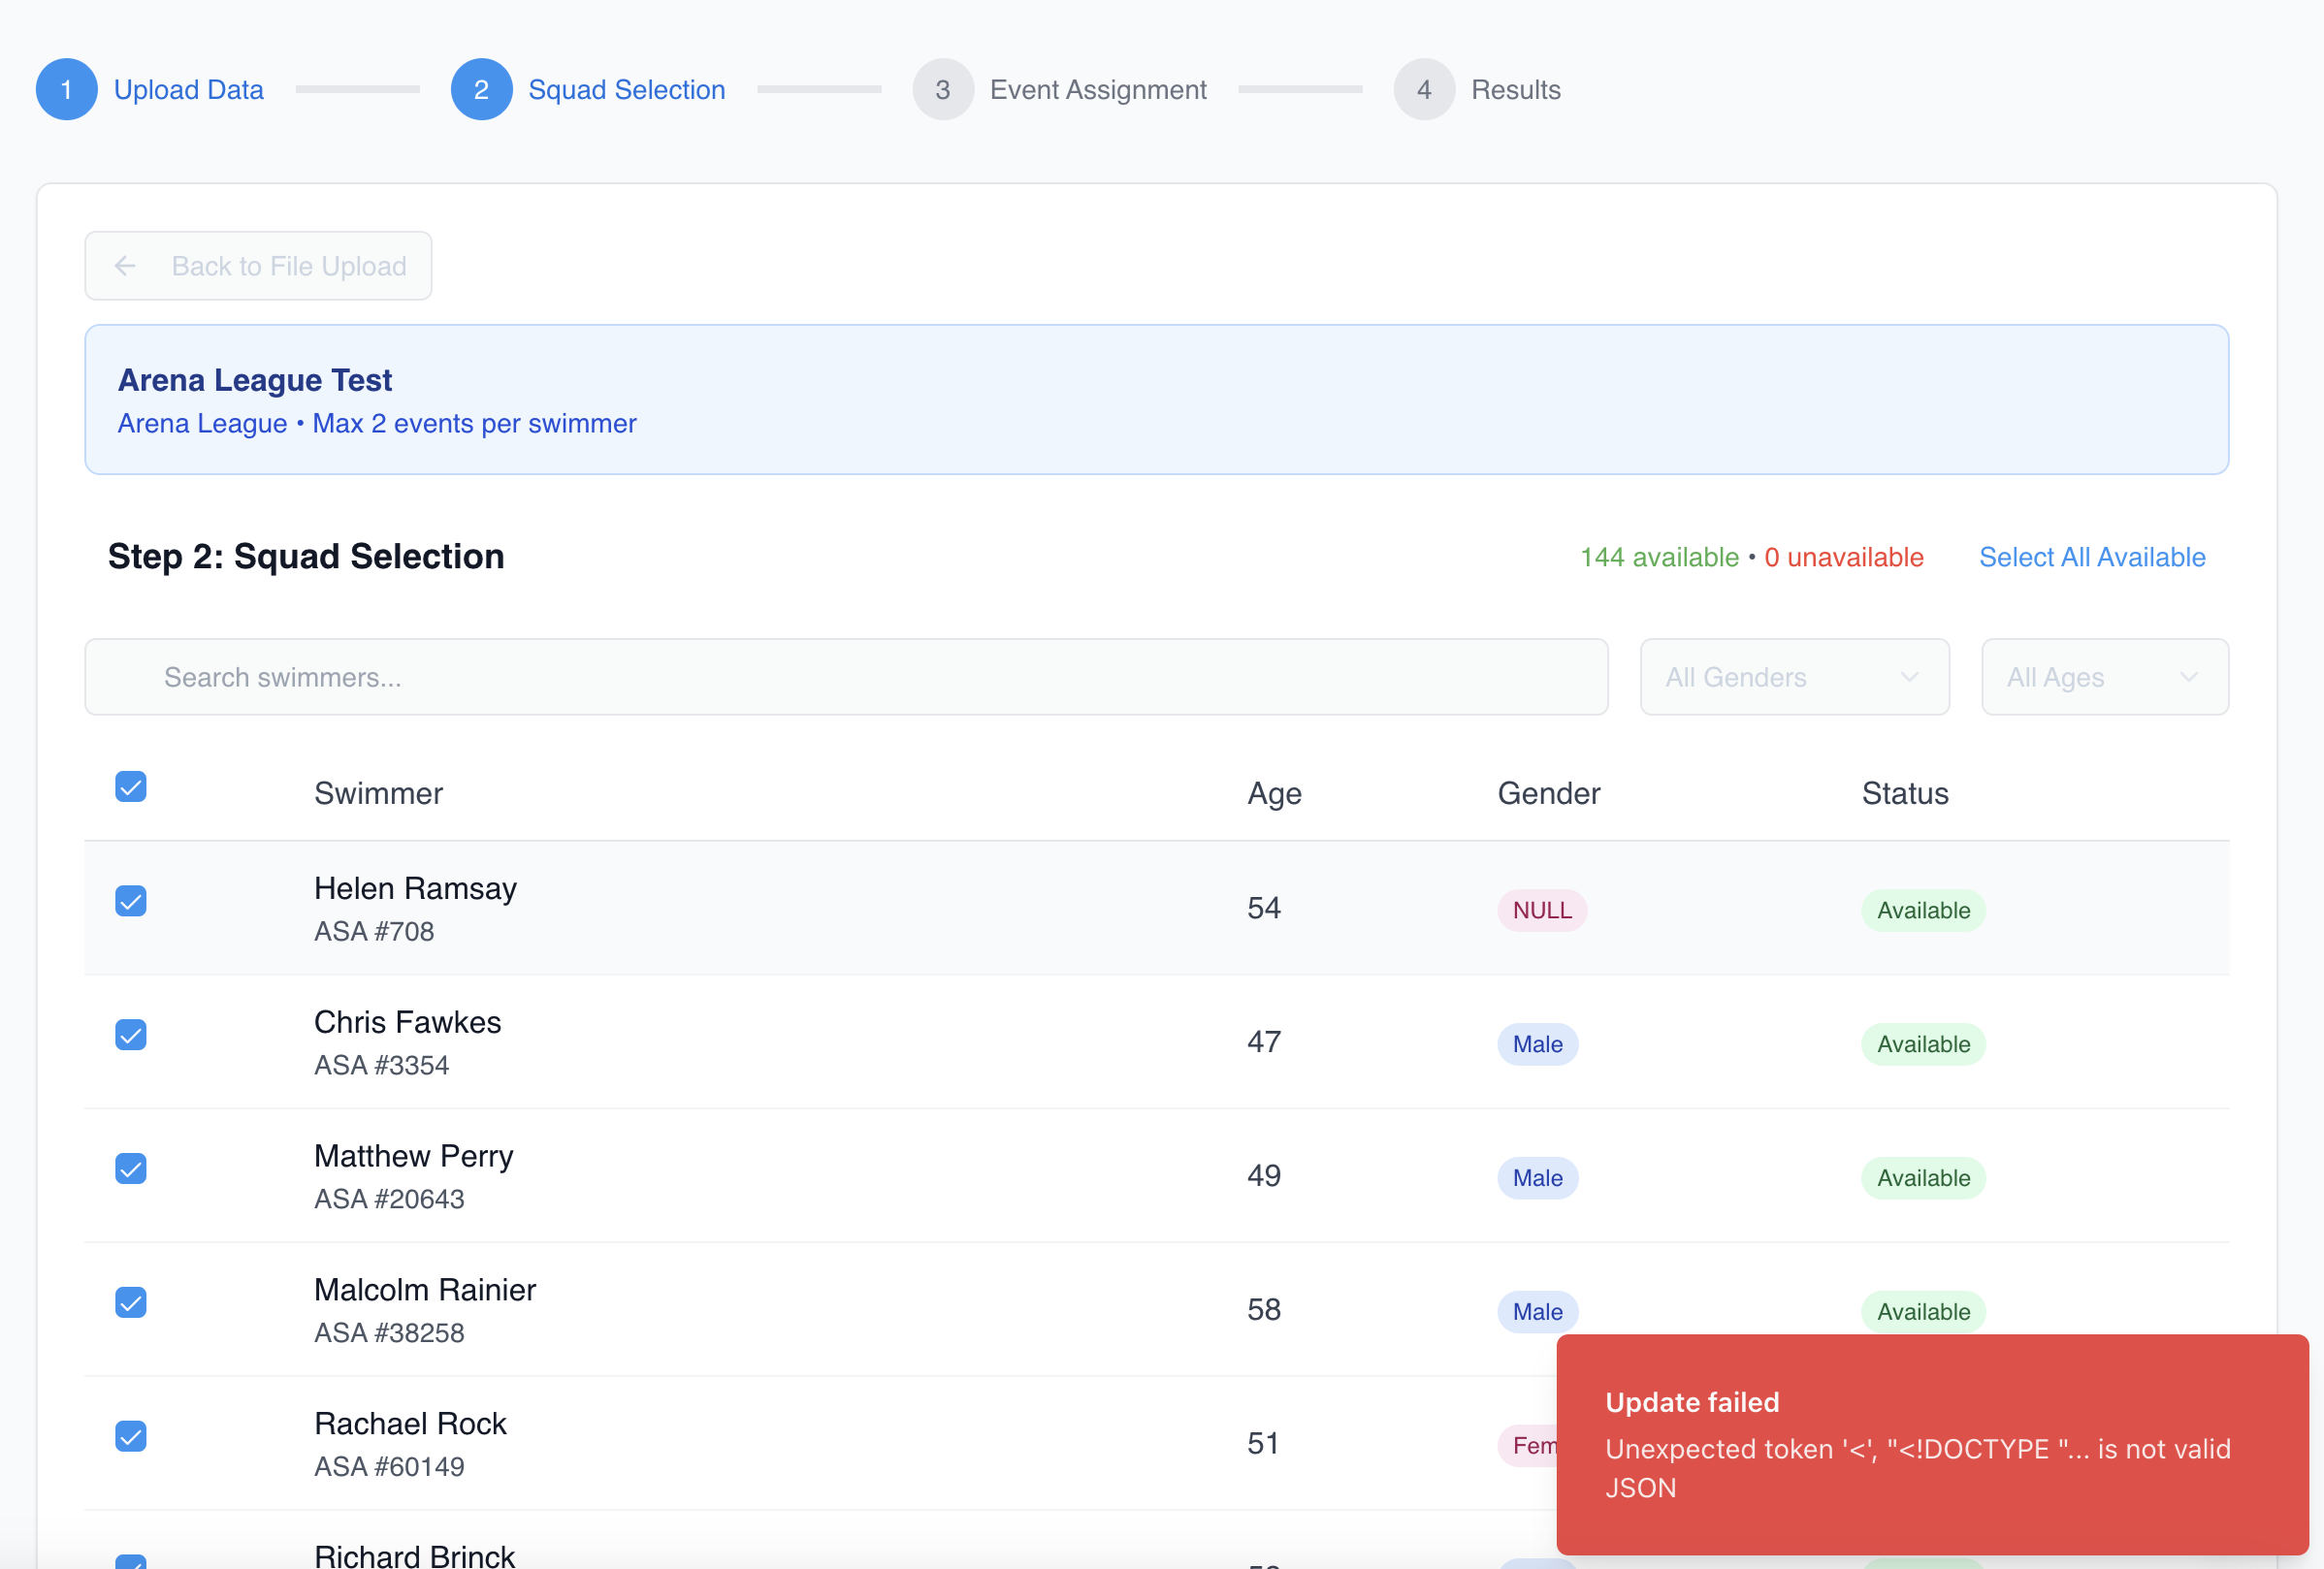 1 Upload Data 2 Squad Selection 3 Event Assignment 4 Results
Back to File Upload
Arena League Test
Arena League • Max 2 events per swimmer
Step 2: Squad Selection 144 available • 0 unavailable Select All Available
Search swimmers... All Genders All Ages
Swimmer Age Gender Status
Helen Ramsay
ASA #708
54 NULL Available
Chris Fawkes
ASA #3354
47 Male Available
Matthew Perry
ASA #20643
49 Male Available
Malcolm Rainier
ASA #38258
58 Male Available
Rachael Rock
ASA #60149
51 Fem
Richard Brinck
Update failed
Unexpected token '<', "<!DOCTYPE "... is not valid
JSON